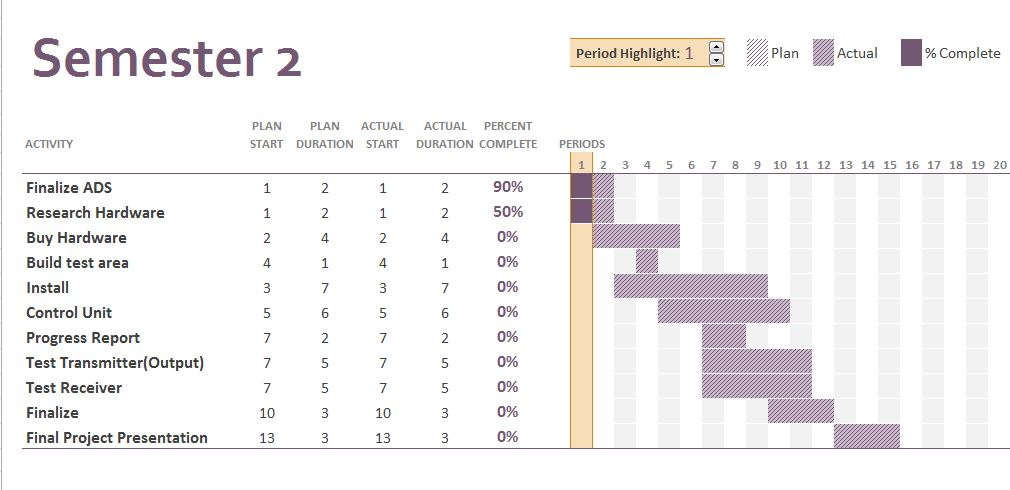 Semester 2
Period Highlight: 1 Plan Actual % Complete
PLAN PLAN ACTUAL ACTUAL PERCENT
ACTIVITY START DURATION START DURATION COMPLETE PERIODS
1 2 3 4 5 6 7 8 9 10 11 12 13 14 15 16 17 18 19 20
Finalize ADS 1 2 1 2 90%
Research Hardware 1 2 1 2 50%
Buy Hardware 2 4 2 4 0%
Build test area 4 1 4 1 0%
Install 3 7 3 7 0%
Control Unit 5 6 5 6 0%
Progress Report 7 2 7 2 0%
Test Transmitter(Output) 7 5 7 5 0%
Test Receiver 7 5 7 5 0%
Finalize 10 3 10 3 0%
Final Project Presentation 13 3 13 3 0%